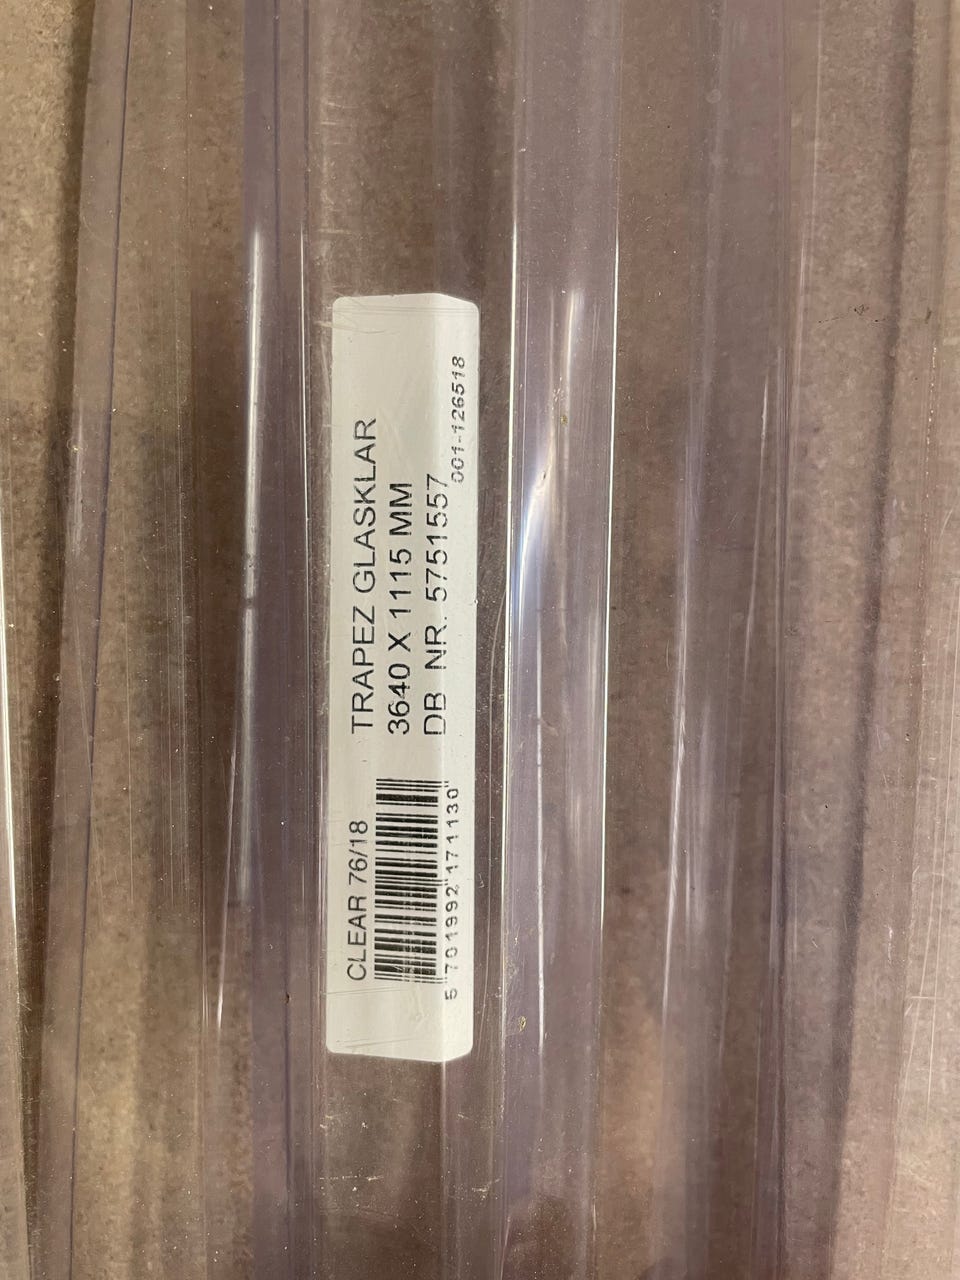 CLEAR 76/18
5 701992 171130
TRAPEZ GLASKLAR
3640 X 1115 MM
DB NR. 5751557
001-126518